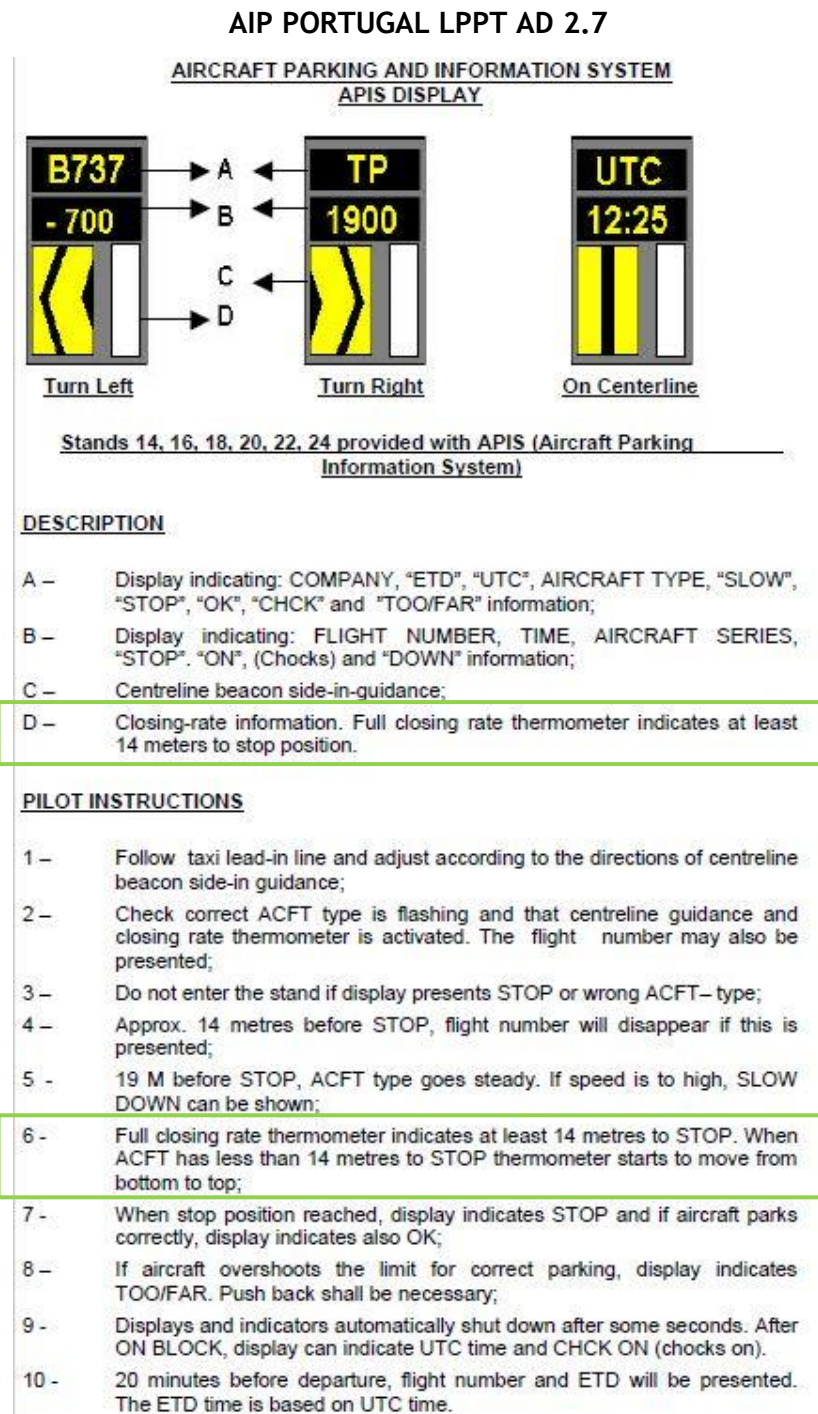 AIP PORTUGAL LPPT AD 2.7
AIRCRAFT PARKING AND INFORMATION SYSTEM
APIS DISPLAY
B737
A
TP
UTC
- 700
B
1900
12:25
C
D
Turn Left
Turn Right
On Centerline
Stands 14, 16, 18, 20, 22, 24 provided with APIS (Aircraft Parking
Information System)
DESCRIPTION
A – Display indicating: COMPANY, “ETD”, “UTC”, AIRCRAFT TYPE, “SLOW”,
“STOP”, “OK”, “CHCK” and "TOO/FAR” information;
B – Display indicating: FLIGHT NUMBER, TIME, AIRCRAFT SERIES,
“STOP”. “ON”, (Chocks) and “DOWN” information;
C – Centreline beacon side-in-guidance;
D – Closing-rate information. Full closing rate thermometer indicates at least
14 meters to stop position.
PILOT INSTRUCTIONS
1 – Follow taxi lead-in line and adjust according to the directions of centreline
beacon side-in guidance;
2 – Check correct ACFT type is flashing and that centreline guidance and
closing rate thermometer is activated. The flight number may also be
presented;
3 – Do not enter the stand if display presents STOP or wrong ACFT– type;
4 – Approx. 14 metres before STOP, flight number will disappear if this is
presented;
5 - 19 M before STOP, ACFT type goes steady. If speed is to high, SLOW
DOWN can be shown;
6 - Full closing rate thermometer indicates at least 14 metres to STOP. When
ACFT has less than 14 metres to STOP thermometer starts to move from
bottom to top;
7 - When stop position reached, display indicates STOP and if aircraft parks
correctly, display indicates also OK;
8 – If aircraft overshoots the limit for correct parking, display indicates
TOO/FAR. Push back shall be necessary;
9 - Displays and indicators automatically shut down after some seconds. After
ON BLOCK, display can indicate UTC time and CHCK ON (chocks on).
10 - 20 minutes before departure, flight number and ETD will be presented.
The ETD time is based on UTC time.